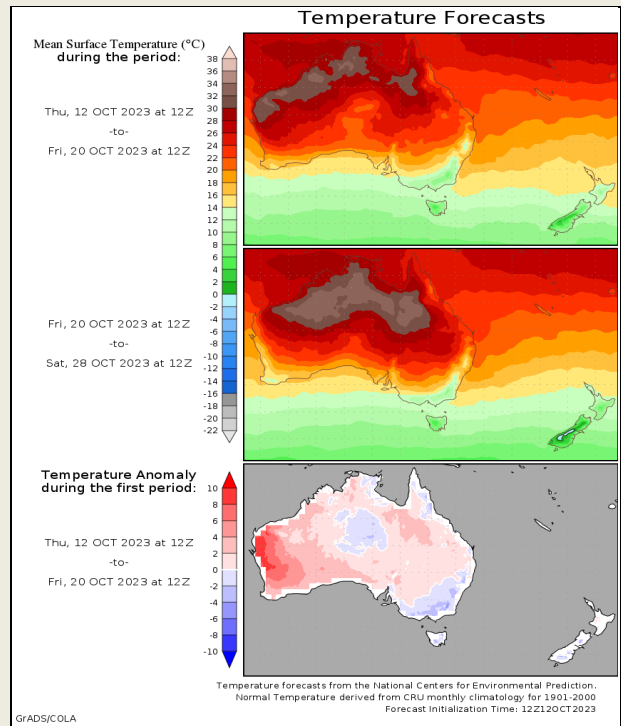 Temperature Forecasts
Mean Surface Temperature (°C)
during the period:
Thu, 12 OCT 2023 at 12Z
-to-
Fri, 20 OCT 2023 at 12Z
38
36
34
32
30
28
26
24
22
20
18
16
14
12
10
8
6
4
2
0
-2
-4
-6
-8
-10
-12
-14
-16
-18
-20
-22
Fri, 20 OCT 2023 at 12Z
-to-
Sat, 28 OCT 2023 at 12Z
Temperature Anomaly
during the first period:
Thu, 12 OCT 2023 at 12Z
-to-
Fri, 20 OCT 2023 at 12Z
10
8
6
4
2
0
-2
-4
-6
-8
-10
Temperature forecasts from the National Centers for Environmental Prediction.
Normal Temperature derived from CRU monthly climatology for 1901-2000
Forecast Initialization Time: 12Z12OCT2023
GrADS/COLA